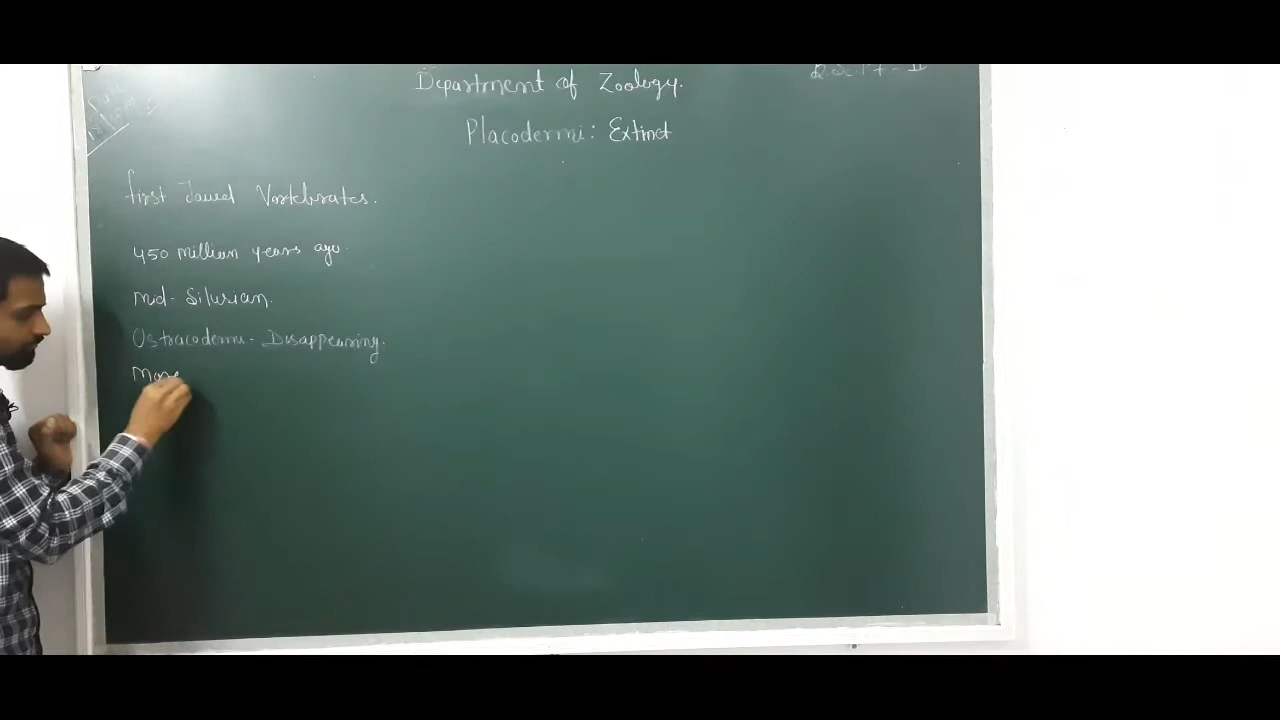 Department of Zoology.
Placodermi: Extinct
first Jawed Vertebrates.
450 million years ago.
Mid- Silurian.
Ostracodermi - Disappearing.
More